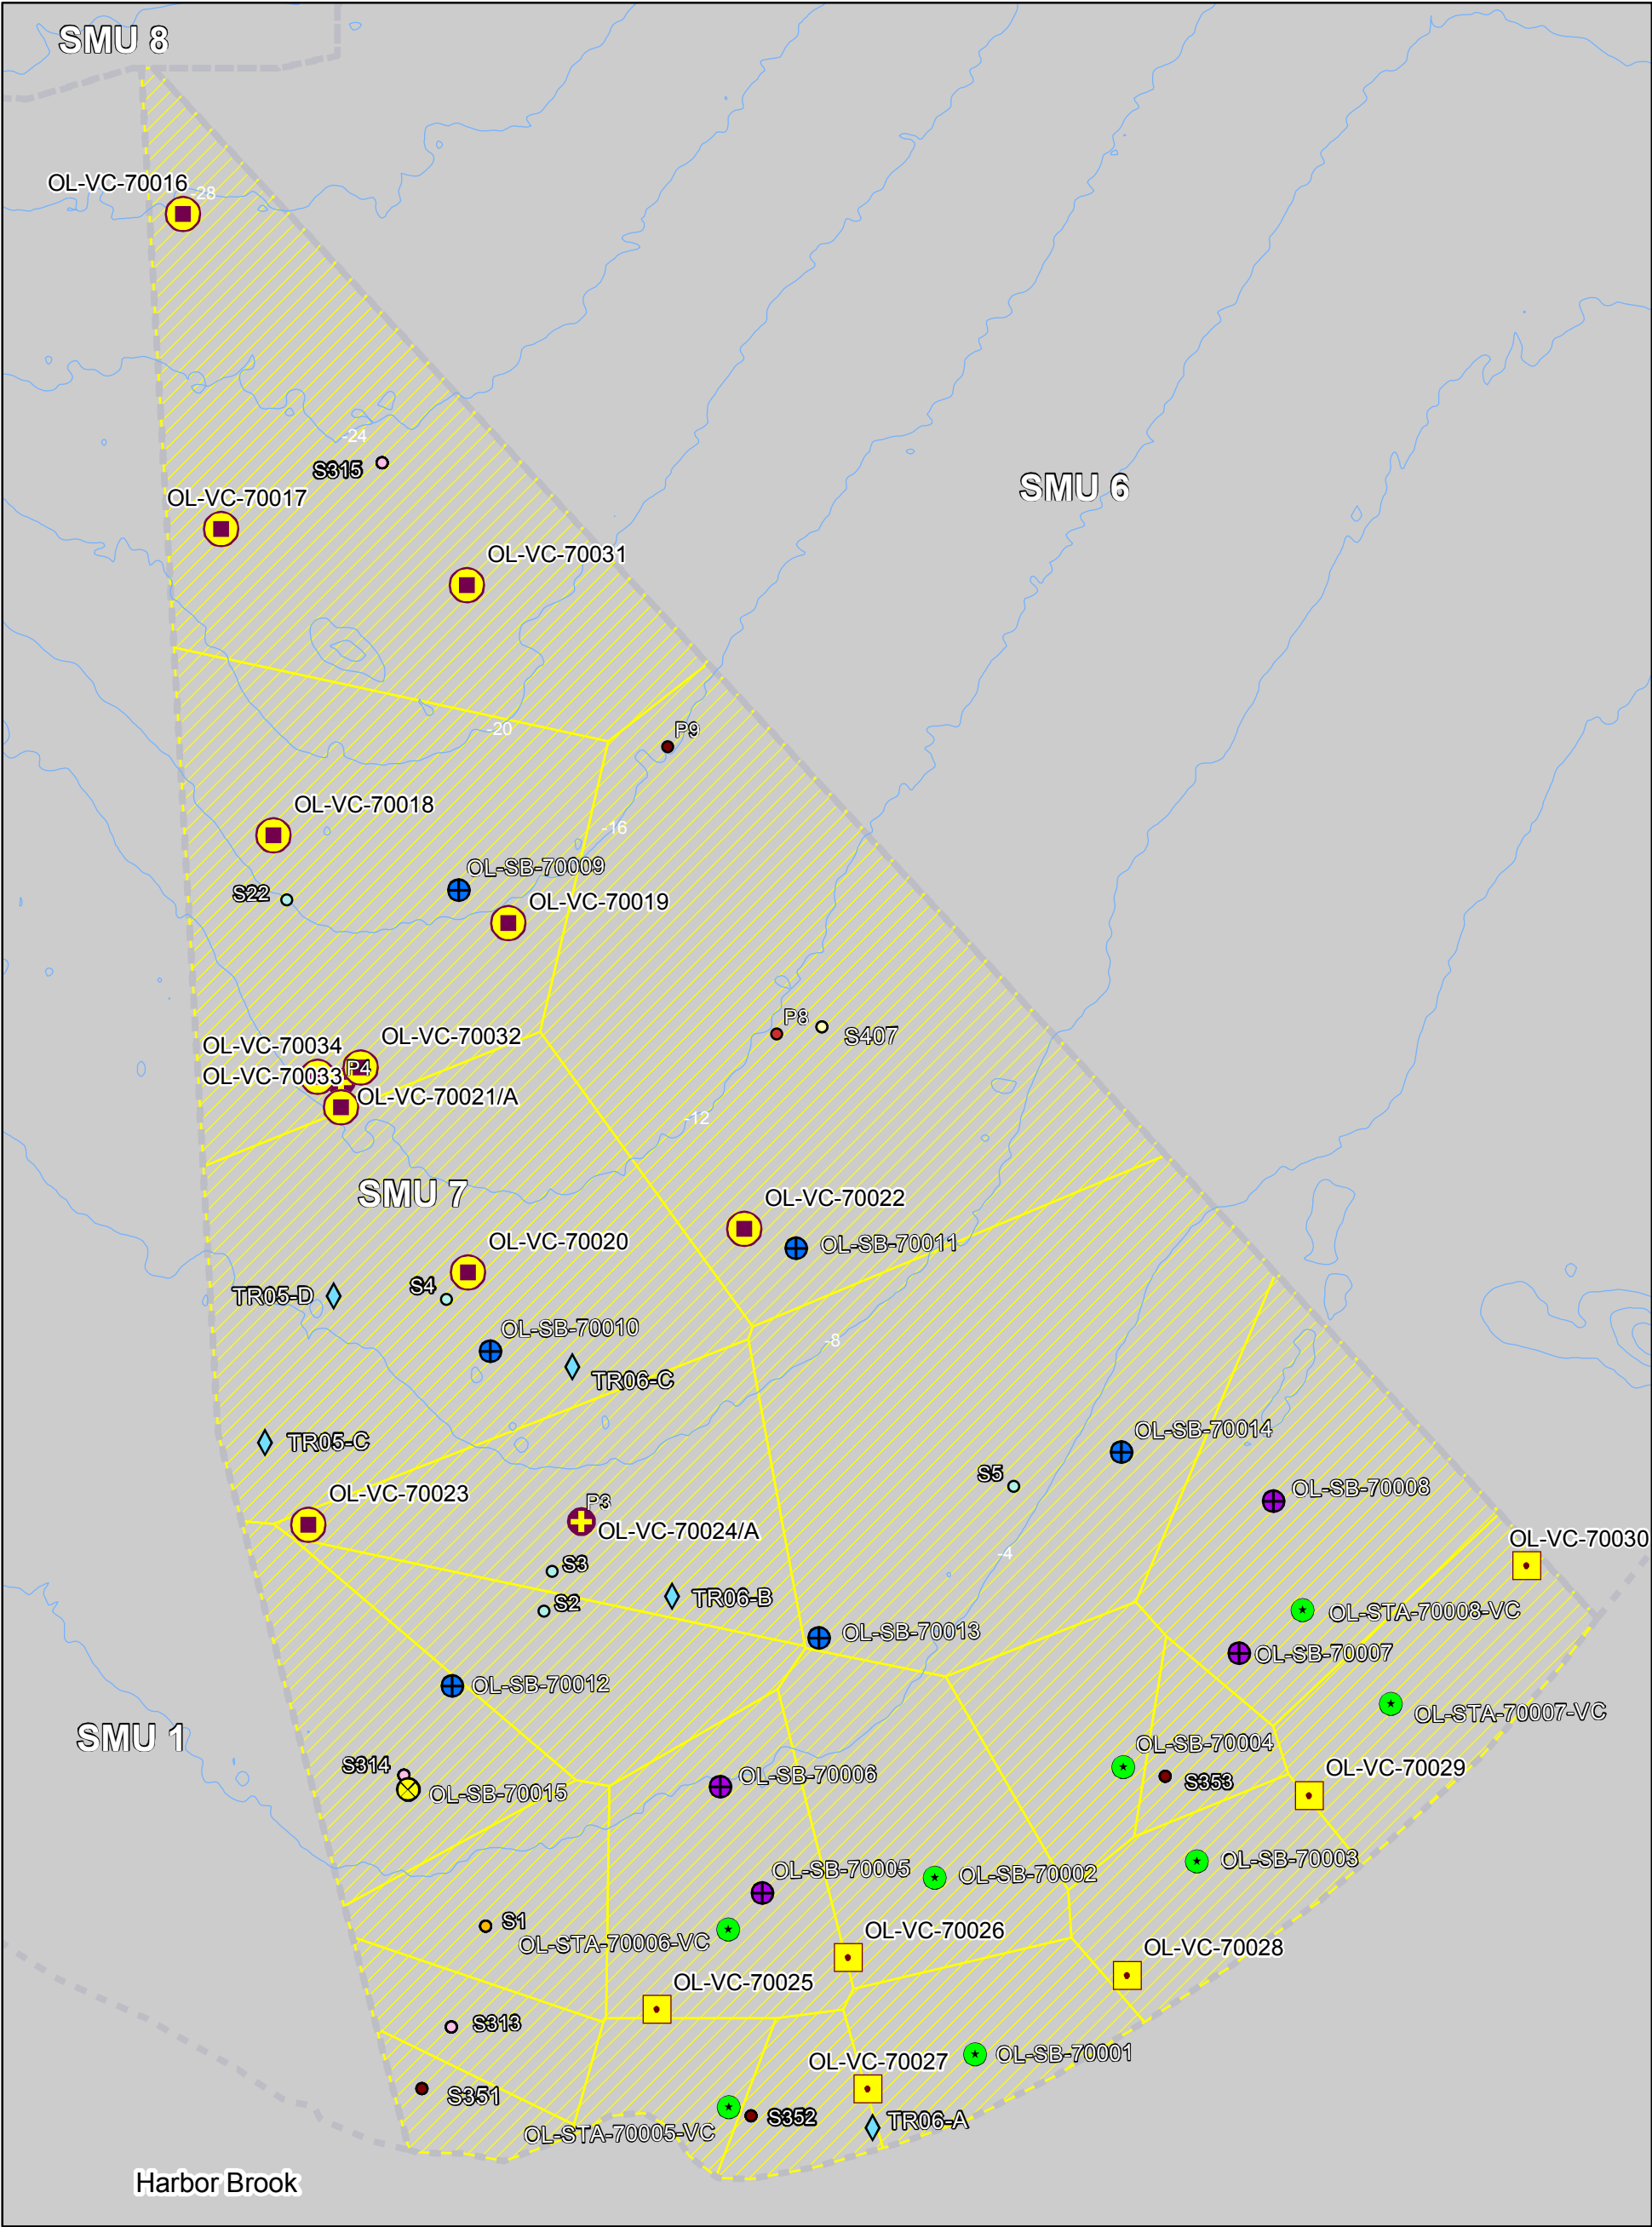 SMU 8
OL-VC-70016
-28
-24
S315
SMU 6
OL-VC-70017
OL-VC-70031
-20
P9
OL-VC-70018
-16
OL-SB-70009
S22
OL-VC-70019
P8
S407
OL-VC-70032
OL-VC-70034
P4
OL-VC-70033
OL-VC-70021/A
-12
SMU 7
OL-VC-70022
OL-VC-70020
OL-SB-70011
S4
TR05-D
OL-SB-70010
-8
TR06-C
TR05-C
OL-SB-70014
S5
OL-SB-70008
OL-VC-70023
P3
OL-VC-70024/A
OL-VC-70030
-4
S3
S2
TR06-B
OL-STA-70008-VC
OL-SB-70013
OL-SB-70007
OL-SB-70012
OL-STA-70007-VC
SMU 1
OL-SB-70004
S314
OL-SB-70006
S353
OL-VC-70029
OL-SB-70015
OL-SB-70003
OL-SB-70005
OL-SB-70002
S1
OL-VC-70026
OL-STA-70006-VC
OL-VC-70028
OL-VC-70025
S313
OL-SB-70001
OL-VC-70027
S351
S352
TR06-A
OL-STA-70005-VC
Harbor Brook